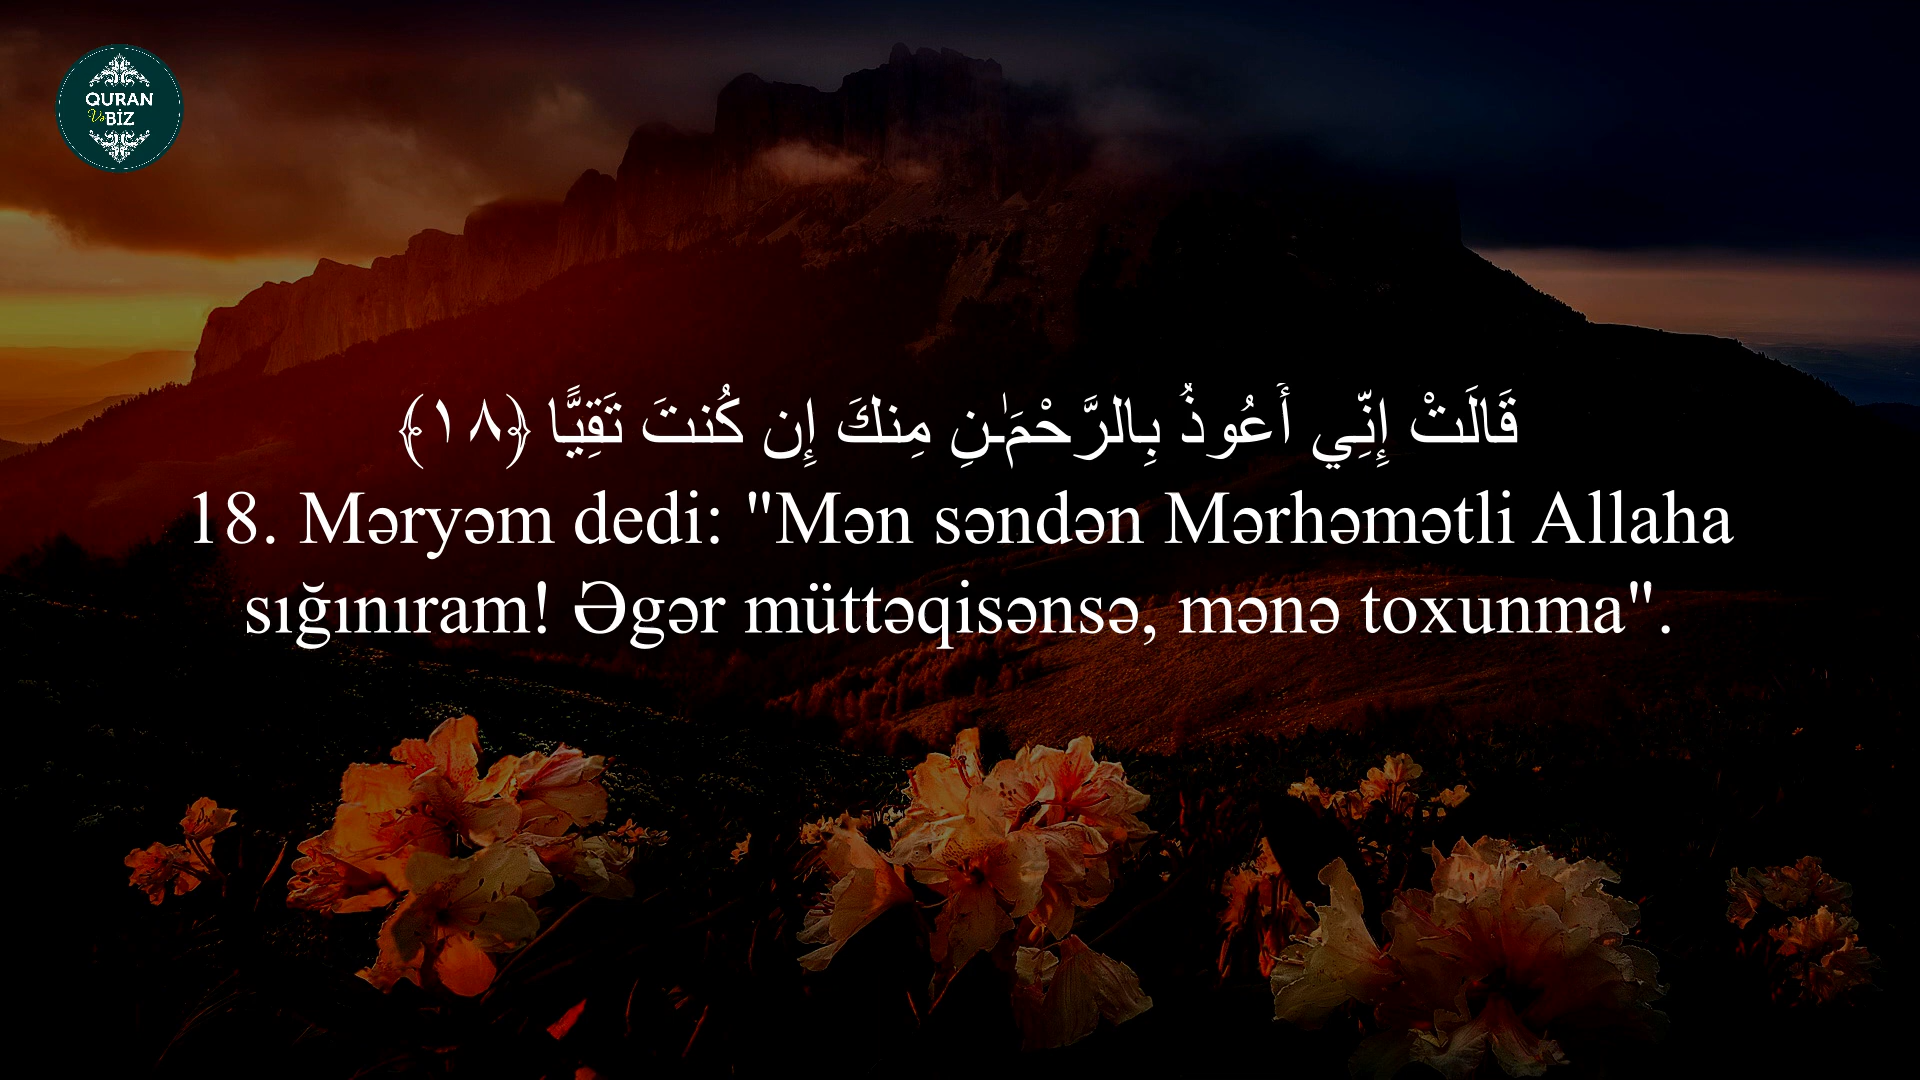 QURAN
Və BİZ
قَالَتْ إِنِّي أَعُوذُ بِالرَّحْمَـٰنِ مِنكَ إِن كُنتَ تَقِيًّا ﴿١٨﴾
18. Məryəm dedi: "Mən səndən Mərhəmətli Allaha
sığınıram! Əgər müttəqisənsə, mənə toxunma".